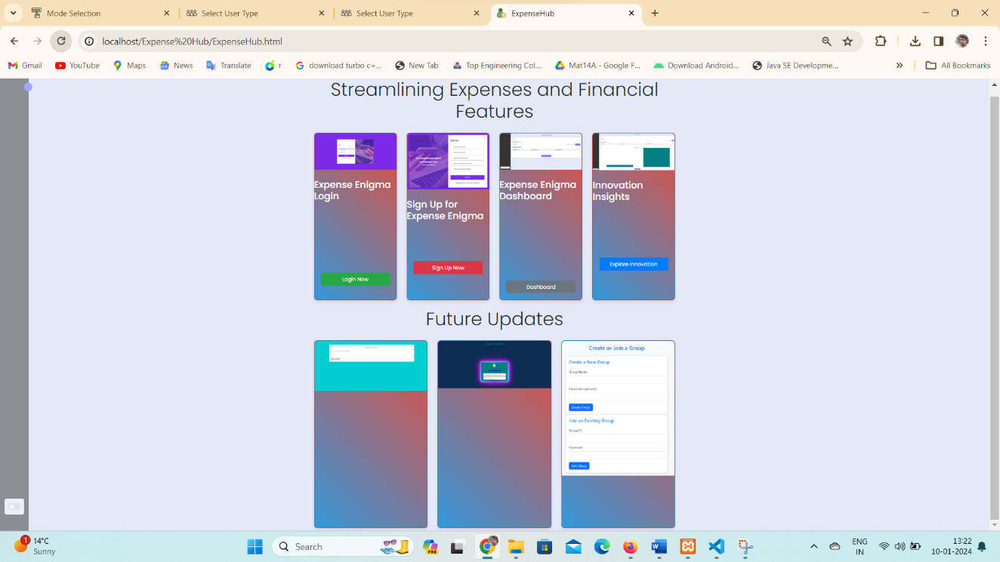 Mode Selection
Select User Type
Select User Type
ExpenseHub
localhost/Expense%20Hub/ExpenseHub.html
Gmail
YouTube
Maps
News
Translate
r
download turbo c+...
New Tab
Top Engineering Col...
Mat14A - Google F...
Download Android...
Java SE Developme...
»
All Bookmarks
Streamlining Expenses and Financial
Features
Expense Enigma
Login
Login Now
Sign Up for
Expense Enigma
Sign Up Now
Expense Enigma
Dashboard
Dashboard
Innovation
Insights
Explore Innovation
Future Updates
Create or Join a Group
Create a New Group
Group Name:
Password (optional):
Create Group
Join an Existing Group
Group ID:
Password:
Join Group
1
14°C
Sunny
Search
PRE
ENG
IN
13:22
10-01-2024